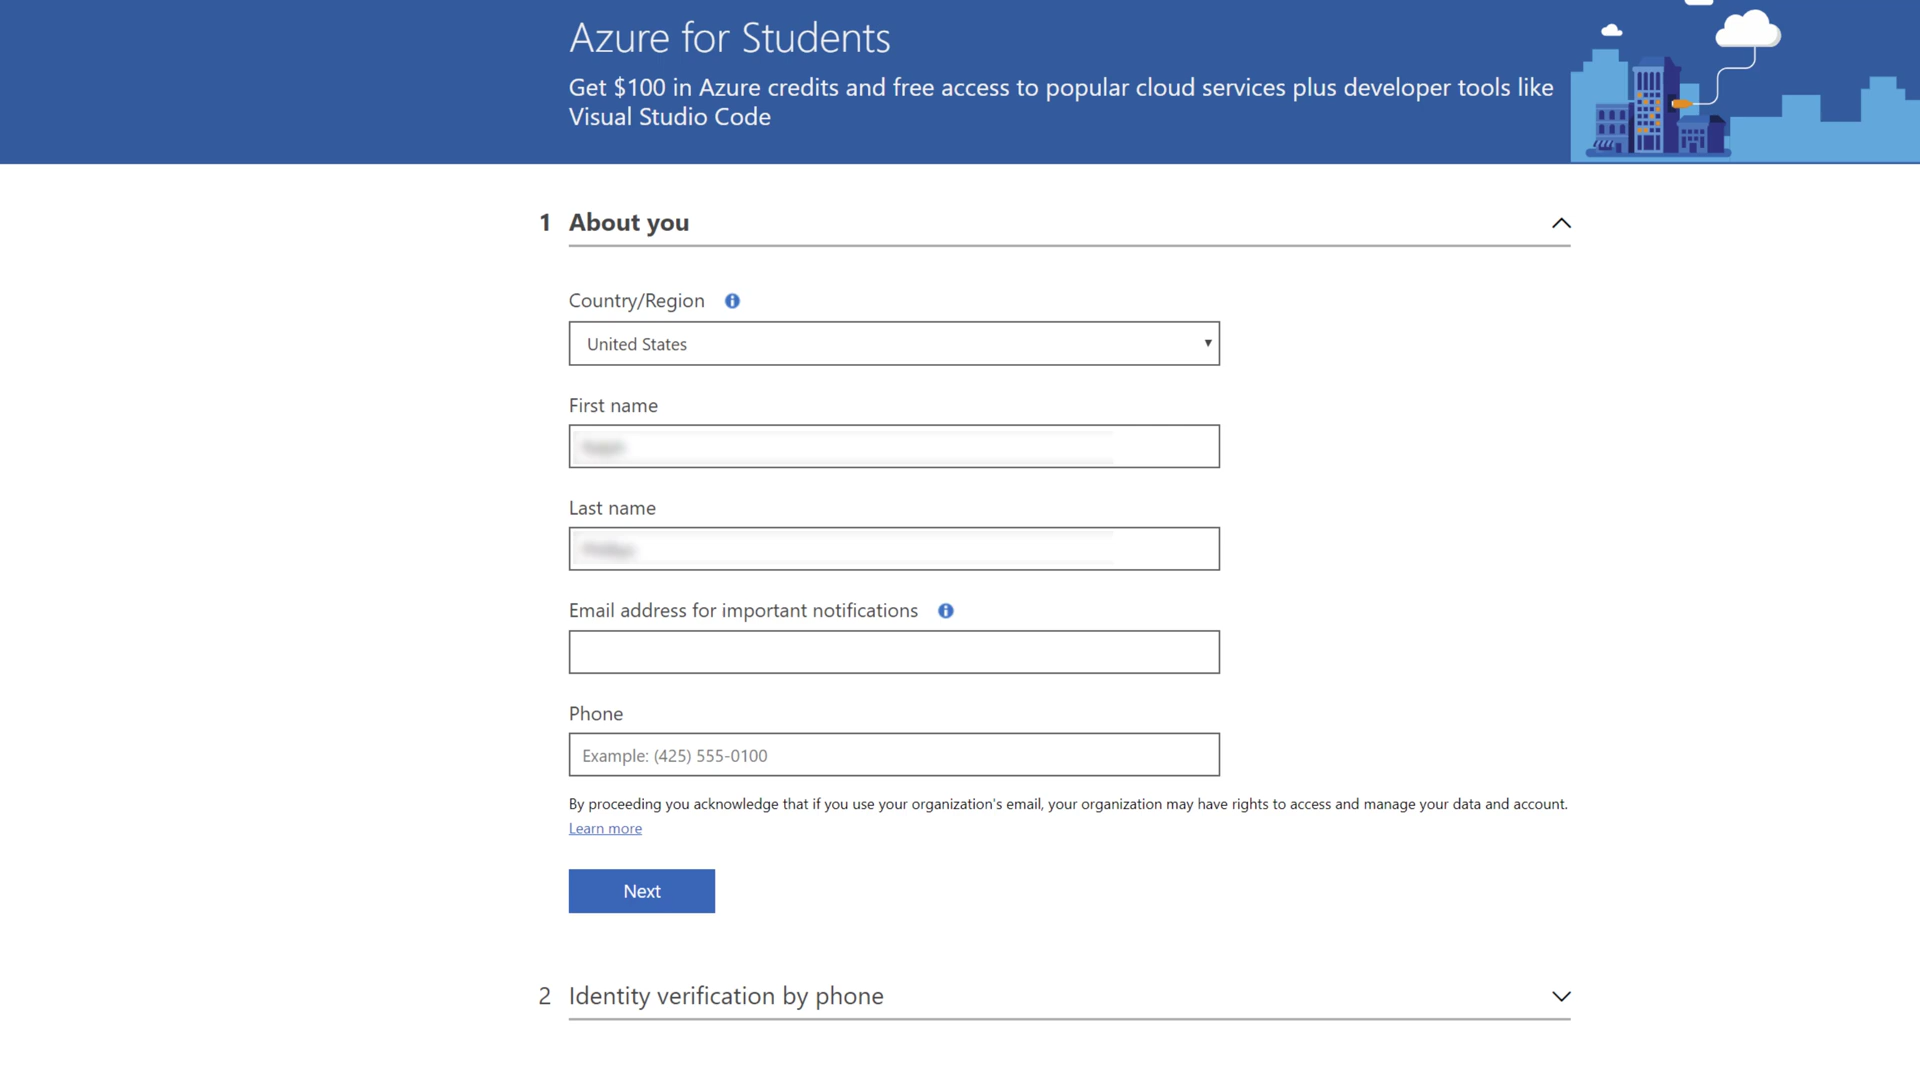 Azure for Students
Get $100 in Azure credits and free access to popular cloud services plus developer tools like
Visual Studio Code
1 About you
Country/Region
United States
First name
Last name
Email address for important notifications
Phone
Example: (425) 555-0100
By proceeding you acknowledge that if you use your organization's email, your organization may have rights to access and manage your data and account.
Learn more
Next
2 Identity verification by phone